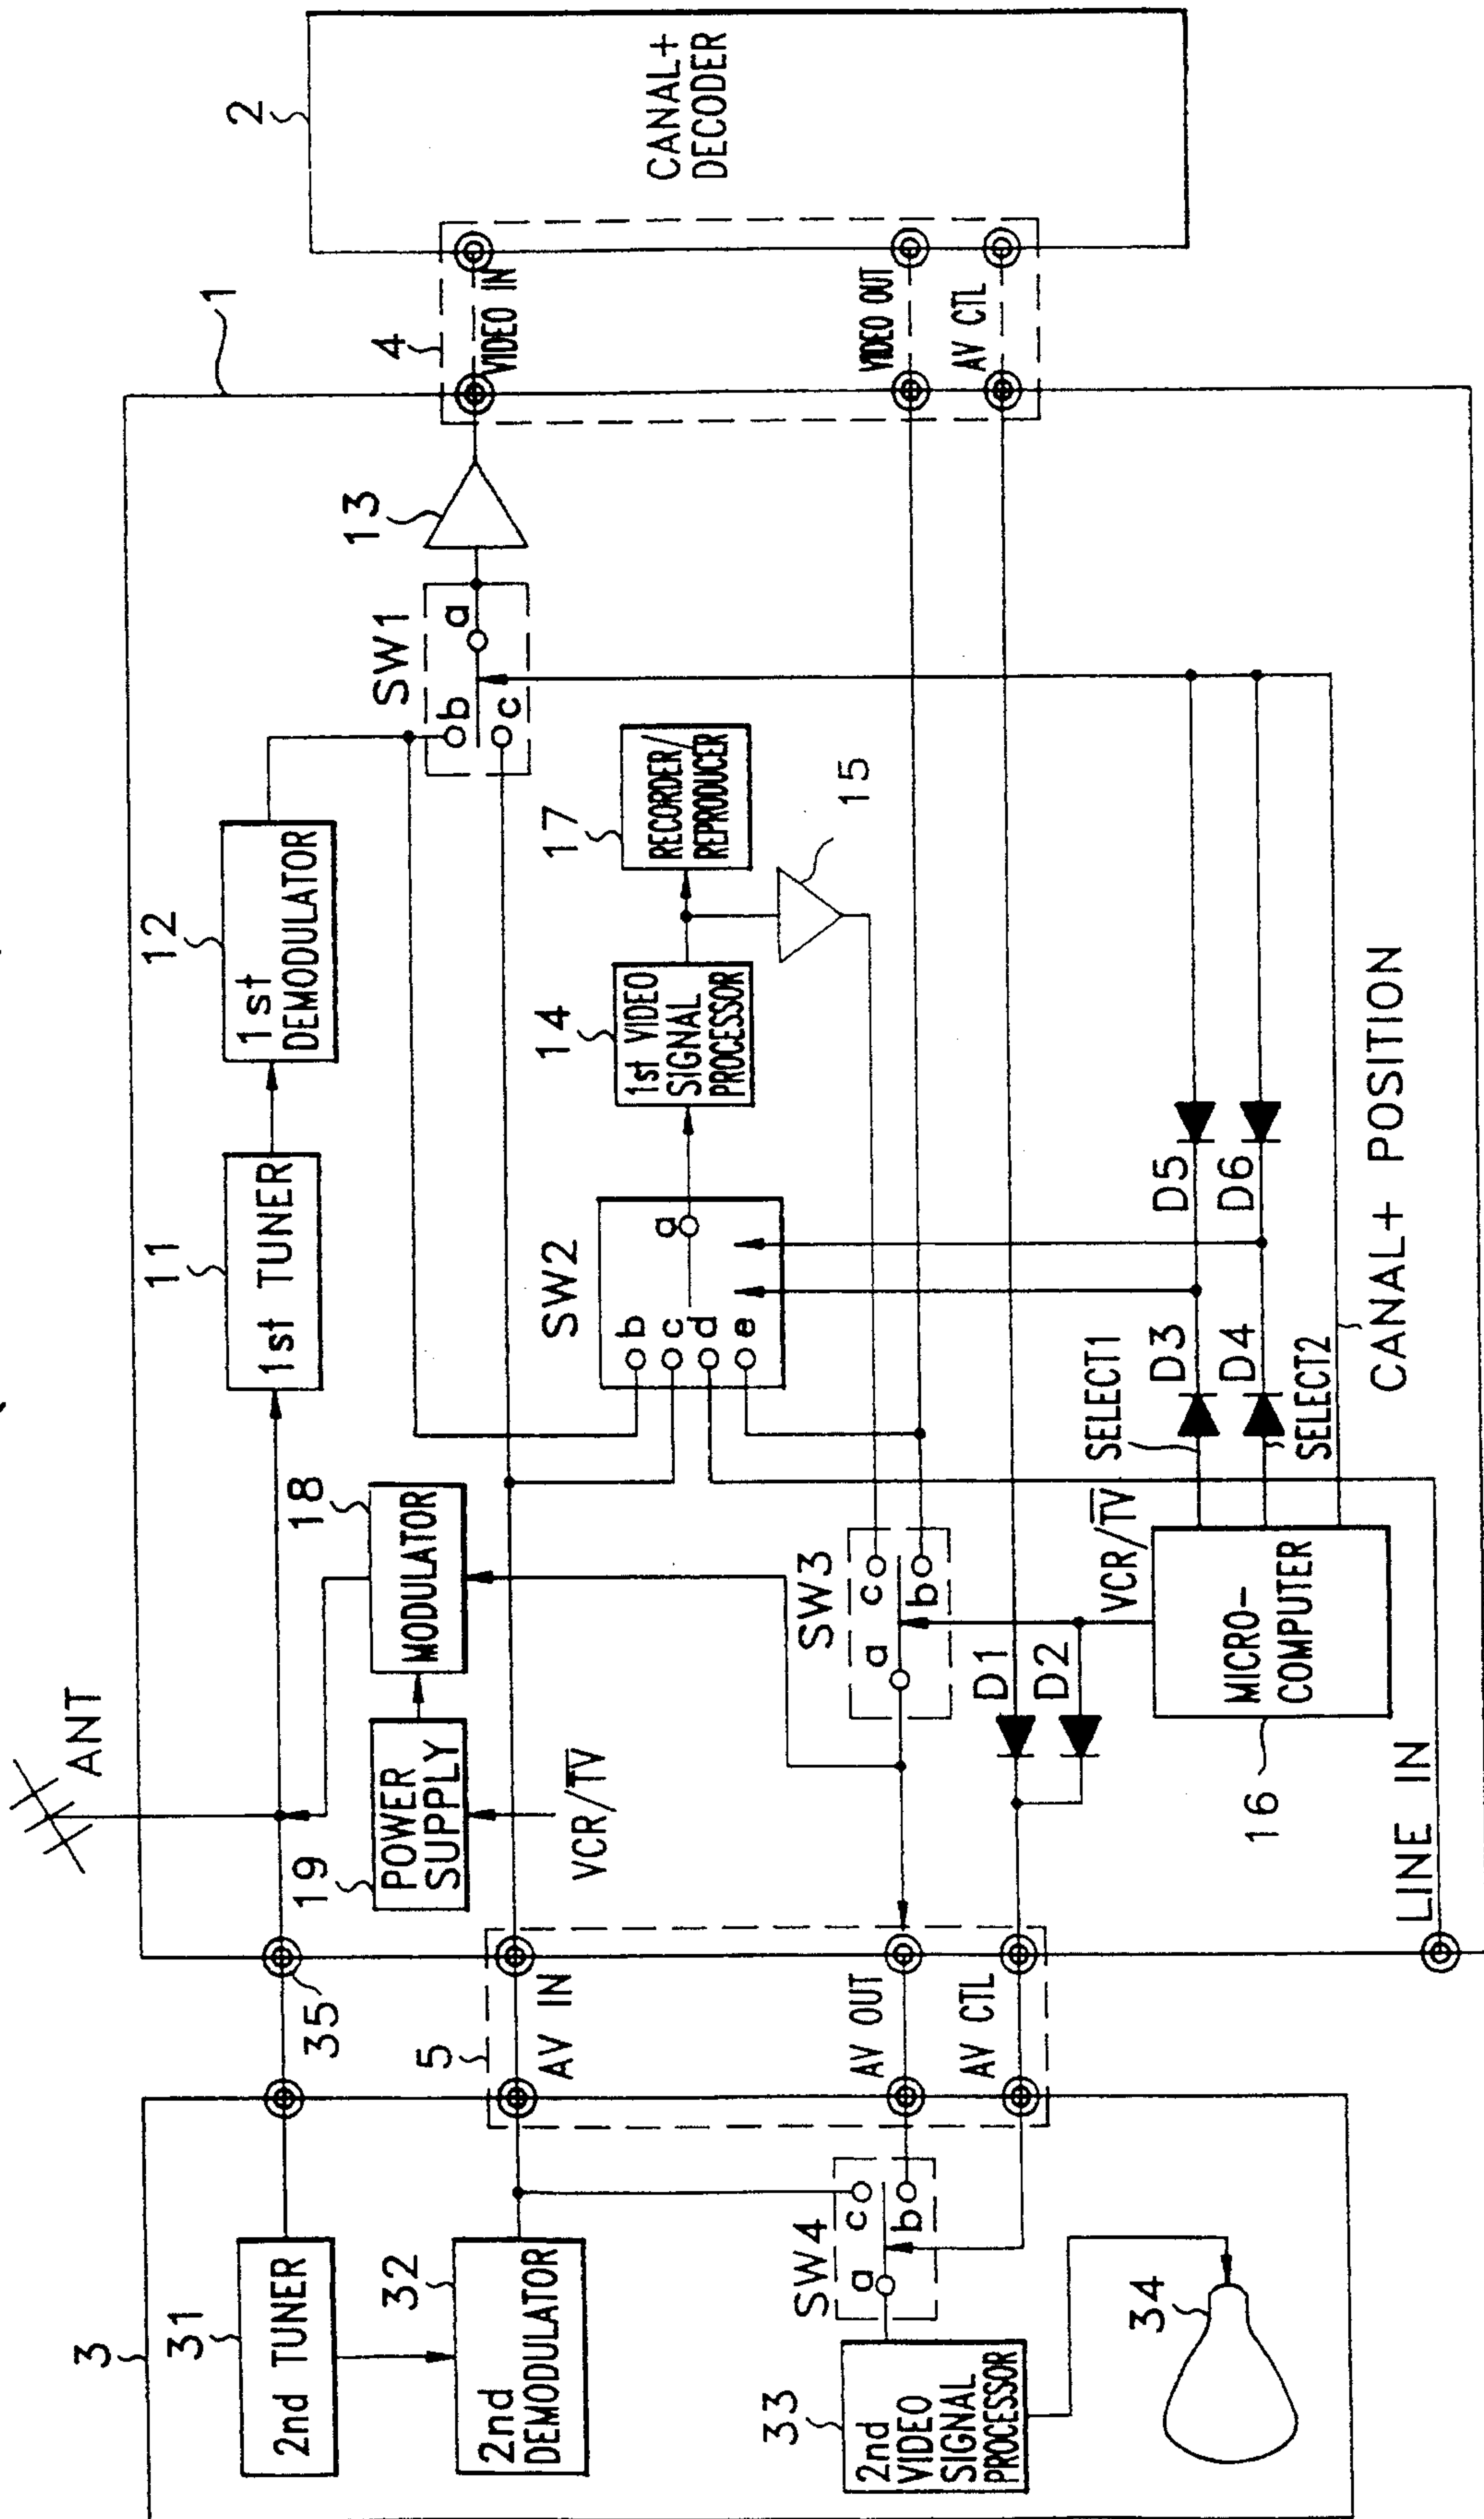 2
CANAL+
DECODER
1
4
VIDEO IN
VIDEO OUT
AV CTL
13
SW1
a
b
c
12
1st
DEMODULATOR
17
RECORDER/
REPRODUCER
15
14
1st VIDEO
SIGNAL
PROCESSOR
11
1st TUNER
SW2
a
b
c
d
e
D5
D6
D3
D4
SELECT1
SELECT2
CANAL+ POSITION
18
MODULATOR
ANT
19
POWER
SUPPLY
VCR/TV
SW3
c
b
a
D1
D2
VCR/TV
MICRO-
COMPUTER
16
LINE IN
35
5
AV IN
AV OUT
AV CTL
3
31
2nd TUNER
32
2nd
DEMODULATOR
SW4
c
b
a
33
2nd
VIDEO
SIGNAL
PROCESSOR
34